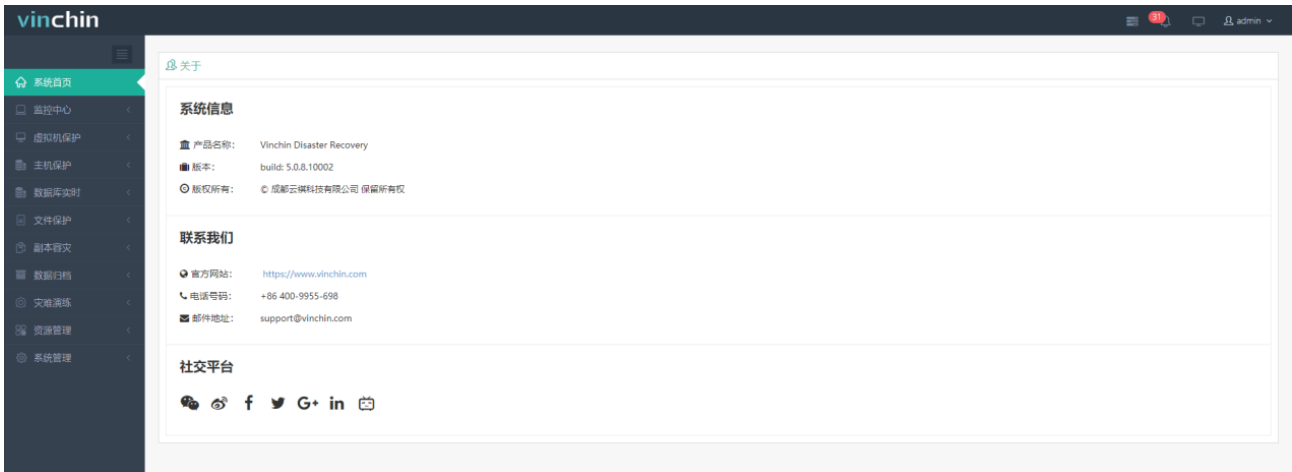 vinchin
31
admin
关于
系统首页
监控中心
虚拟机保护
主机保护
数据库实时
文件保护
副本容灾
数据归档
灾难演练
资源管理
系统管理
系统信息
产品名称: Vinchin Disaster Recovery
版本: build: 5.0.8.10002
版权所有: © 成都云祺科技有限公司 保留所有权
联系我们
官方网站: https://www.vinchin.com
电话号码: +86 400-9955-698
邮件地址: support@vinchin.com
社交平台